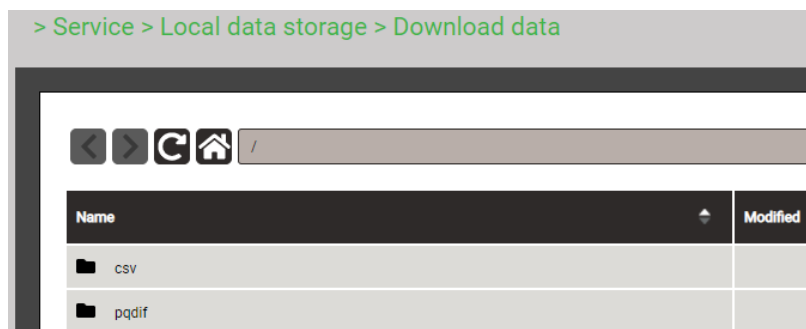 > Service > Local data storage > Download data
/
Name Modified
csv
pqdif